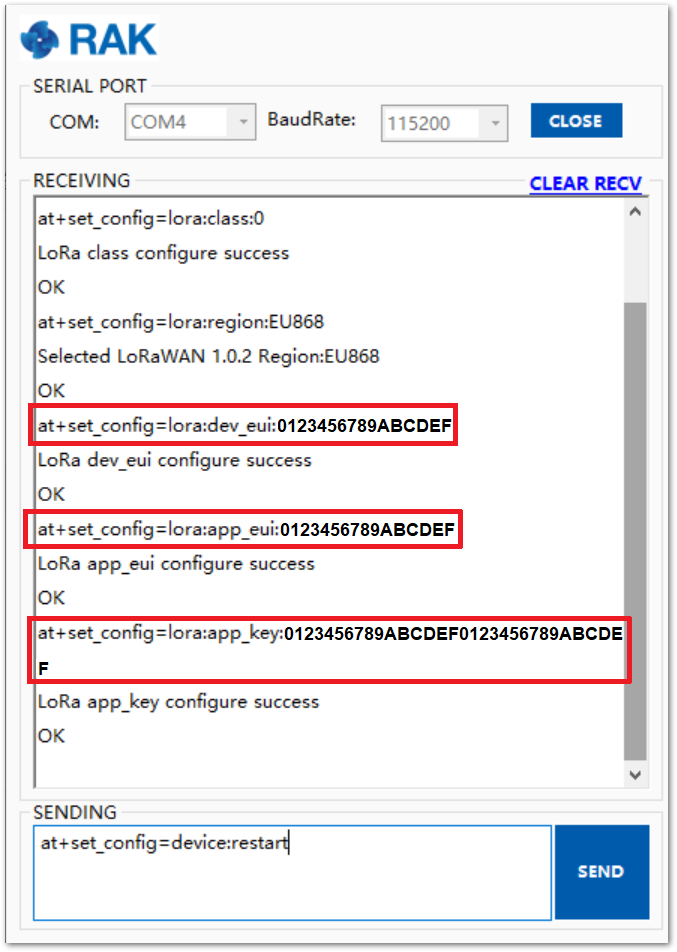 RAK
SERIAL PORT
COM: COM4 BaudRate: 115200 CLOSE
RECEIVING CLEAR RECV
at+set_config=lora:class:0
LoRa class configure success
OK
at+set_config=lora:region:EU868
Selected LoRaWAN 1.0.2 Region:EU868
OK
at+set_config=lora:dev_eui:0123456789ABCDEF
LoRa dev_eui configure success
OK
at+set_config=lora:app_eui:0123456789ABCDEF
LoRa app_eui configure success
OK
at+set_config=lora:app_key:0123456789ABCDEF0123456789ABCDE
F
LoRa app_key configure success
OK
SENDING
at+set_config=device:restart
SEND